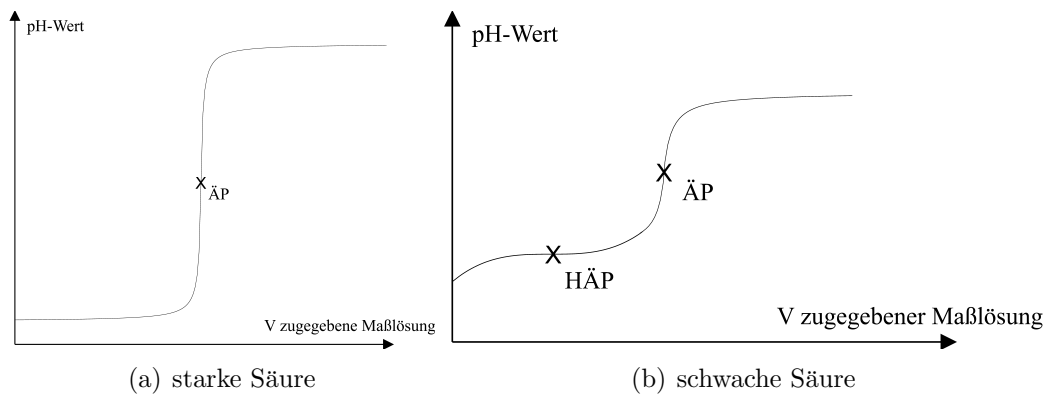 pH-Wert
ÄP
V zugegebene Maßlösung
(a) starke Säure
pH-Wert
ÄP
HÄP
V zugegebener Maßlösung
(b) schwache Säure